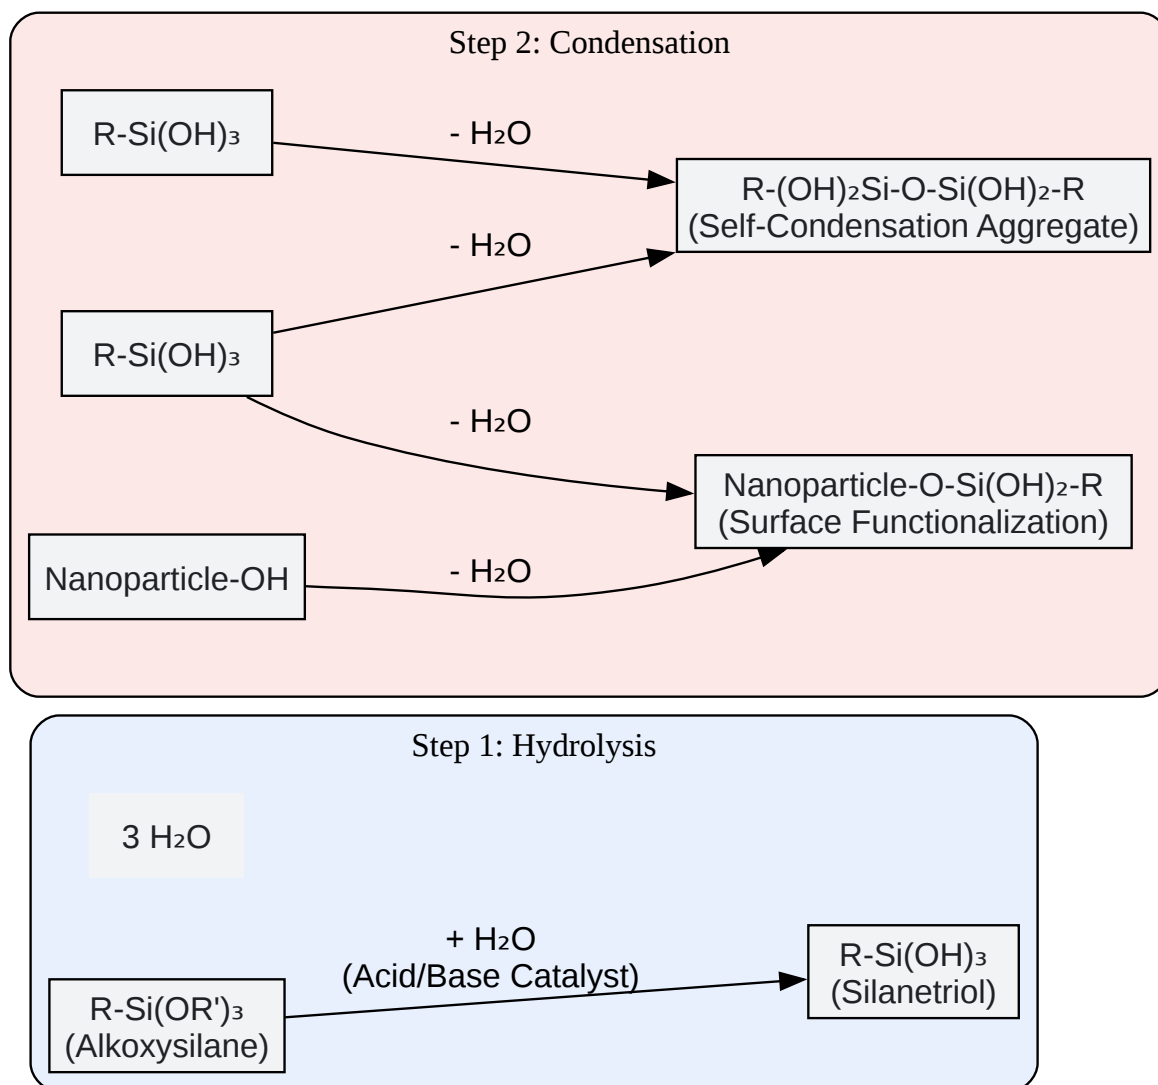 Step 2: Condensation
R-Si(OH)₃
- H₂O
R-(OH)₂Si-O-Si(OH)₂-R
(Self-Condensation Aggregate)
- H₂O
R-Si(OH)₃
- H₂O
Nanoparticle-O-Si(OH)₂-R
(Surface Functionalization)
Nanoparticle-OH
- H₂O
Step 1: Hydrolysis
3 H₂O
+ H₂O
(Acid/Base Catalyst)
R-Si(OH)₃
(Silanetriol)
R-Si(OR')₃
(Alkoxysilane)